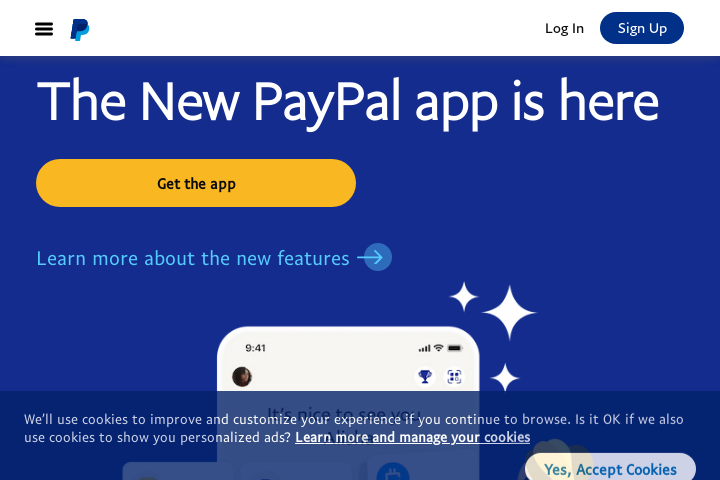 Log In
Sign Up
The New PayPal app is here
Get the app
Learn more about the new features
9:41
It's nice to see you,
We'll use cookies to improve and customize your experience if you continue to browse. Is it OK if we also
use cookies to show you personalized ads? Learn more and manage your cookies
Yes, Accept Cookies